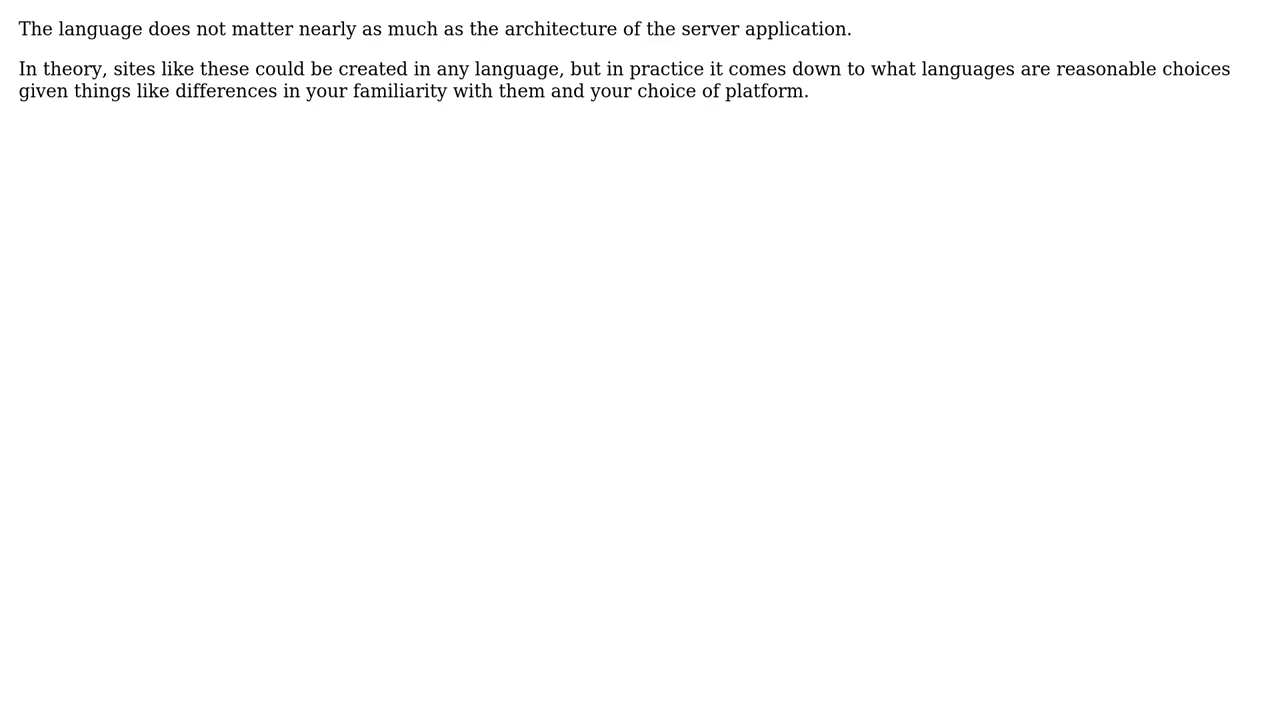 The language does not matter nearly as much as the architecture of the server application.
In theory, sites like these could be created in any language, but in practice it comes down to what languages are reasonable choices
given things like differences in your familiarity with them and your choice of platform.